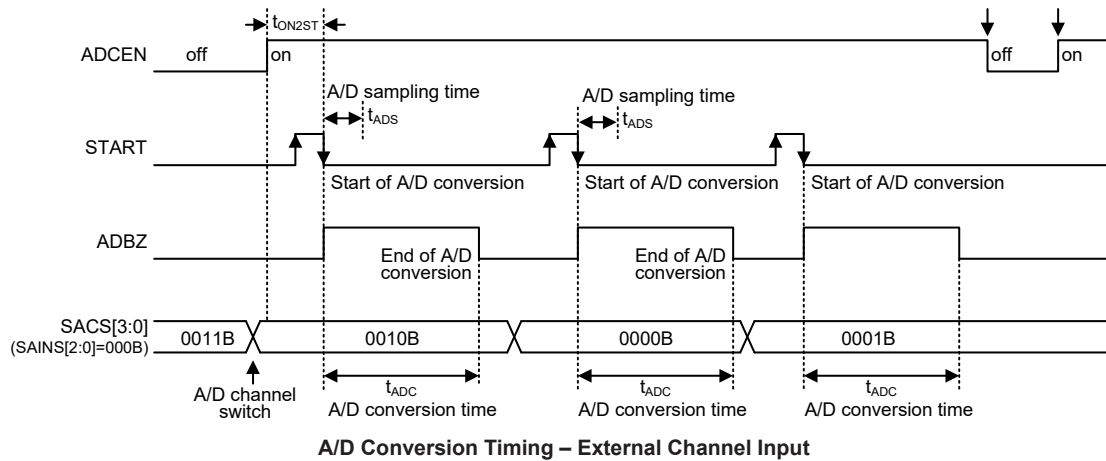 tON2ST
ADCEN
off
on
off
on
A/D sampling time
tADS
A/D sampling time
tADS
START
Start of A/D conversion
Start of A/D conversion
Start of A/D conversion
ADBZ
End of A/D
conversion
End of A/D
conversion
SACS[3:0]
(SAINS[2:0]=000B)
0011B
0010B
0000B
0001B
A/D channel
switch
tADC
A/D conversion time
tADC
A/D conversion time
tADC
A/D conversion time
A/D Conversion Timing – External Channel Input